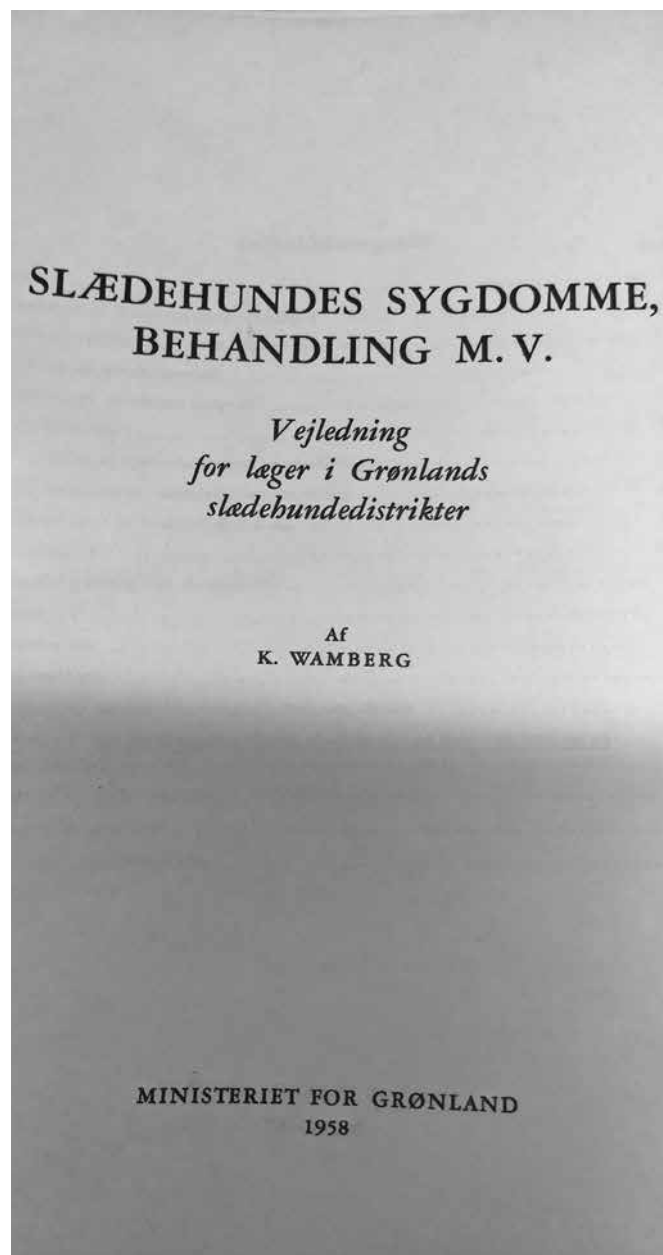 SLÆDEHUNDES SYGDOMME,
BEHANDLING M. V.
Vejledning
for læger i Grønlands
slædehundedistrikter
Af
K. WAMBERG
MINISTERIET FOR GRØNLAND
1958